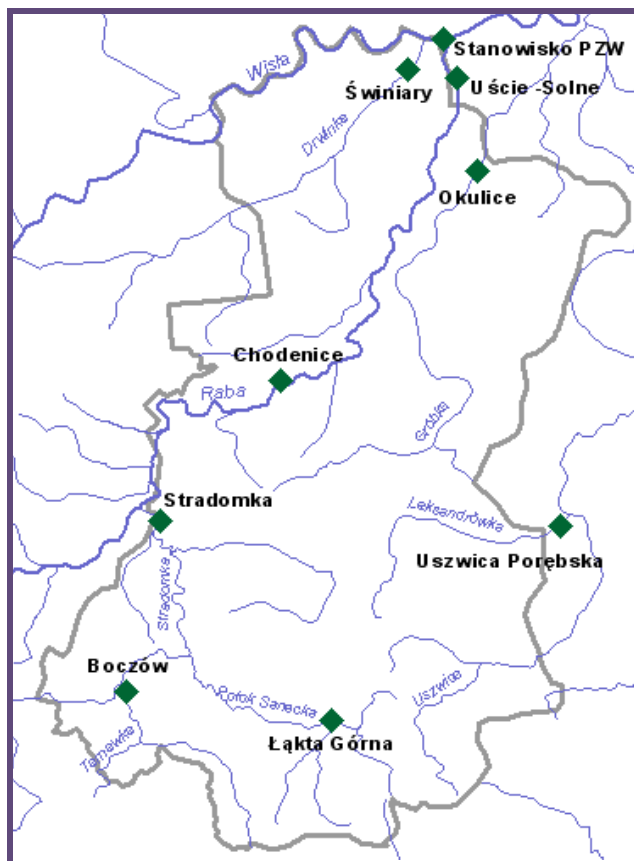 Stanowisko PZW
Wisła
Uście -Solne
Świniary
Drwinka
Okulice
Chodenice
Raba
Gróbka
Stradomka
Leksandrówka
Uszwica Porębska
Stradomka
Boczów
Potok Sanecka
Uszwica
Łąkta Górna
Tarnawka